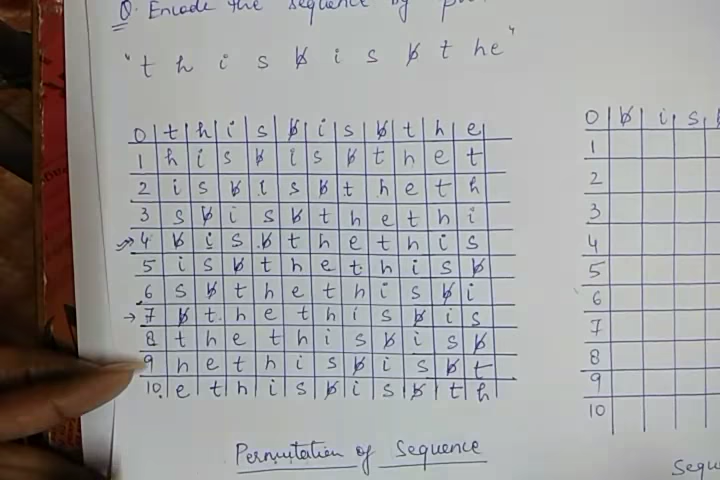 Q. Encode the sequence by
"t h i s ƀ i s ƀ t he"
0 t h i s ƀ i s ƀ t h e
1 h i s ƀ i s ƀ t h e t
2 i s ƀ i s ƀ t h e t h
3 s ƀ i s ƀ t h e t h i
4 ƀ i s ƀ t h e t h i s
5 i s ƀ t h e t h i s ƀ
6 s ƀ t h e t h i s ƀ i
7 ƀ t h e t h i s ƀ i s
8 t h e t h i s ƀ i s ƀ
9 h e t h i s ƀ i s ƀ t
10. e t h i s ƀ i s ƀ t h
Permutation of Sequence
0 ƀ i s
1
2
3
4
5
6
7
8
9
10